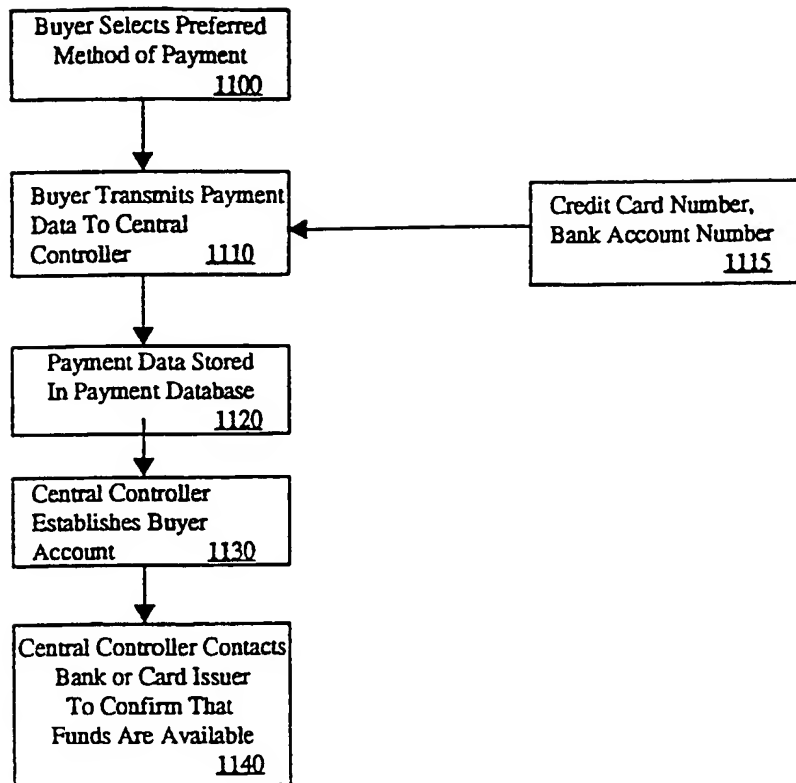 Buyer Selects Preferred
Method of Payment
1100
Buyer Transmits Payment
Data To Central
Controller 1110
Credit Card Number,
Bank Account Number
1115
Payment Data Stored
In Payment Database
1120
Central Controller
Establishes Buyer
Account 1130
Central Controller Contacts
Bank or Card Issuer
To Confirm That
Funds Are Available
1140